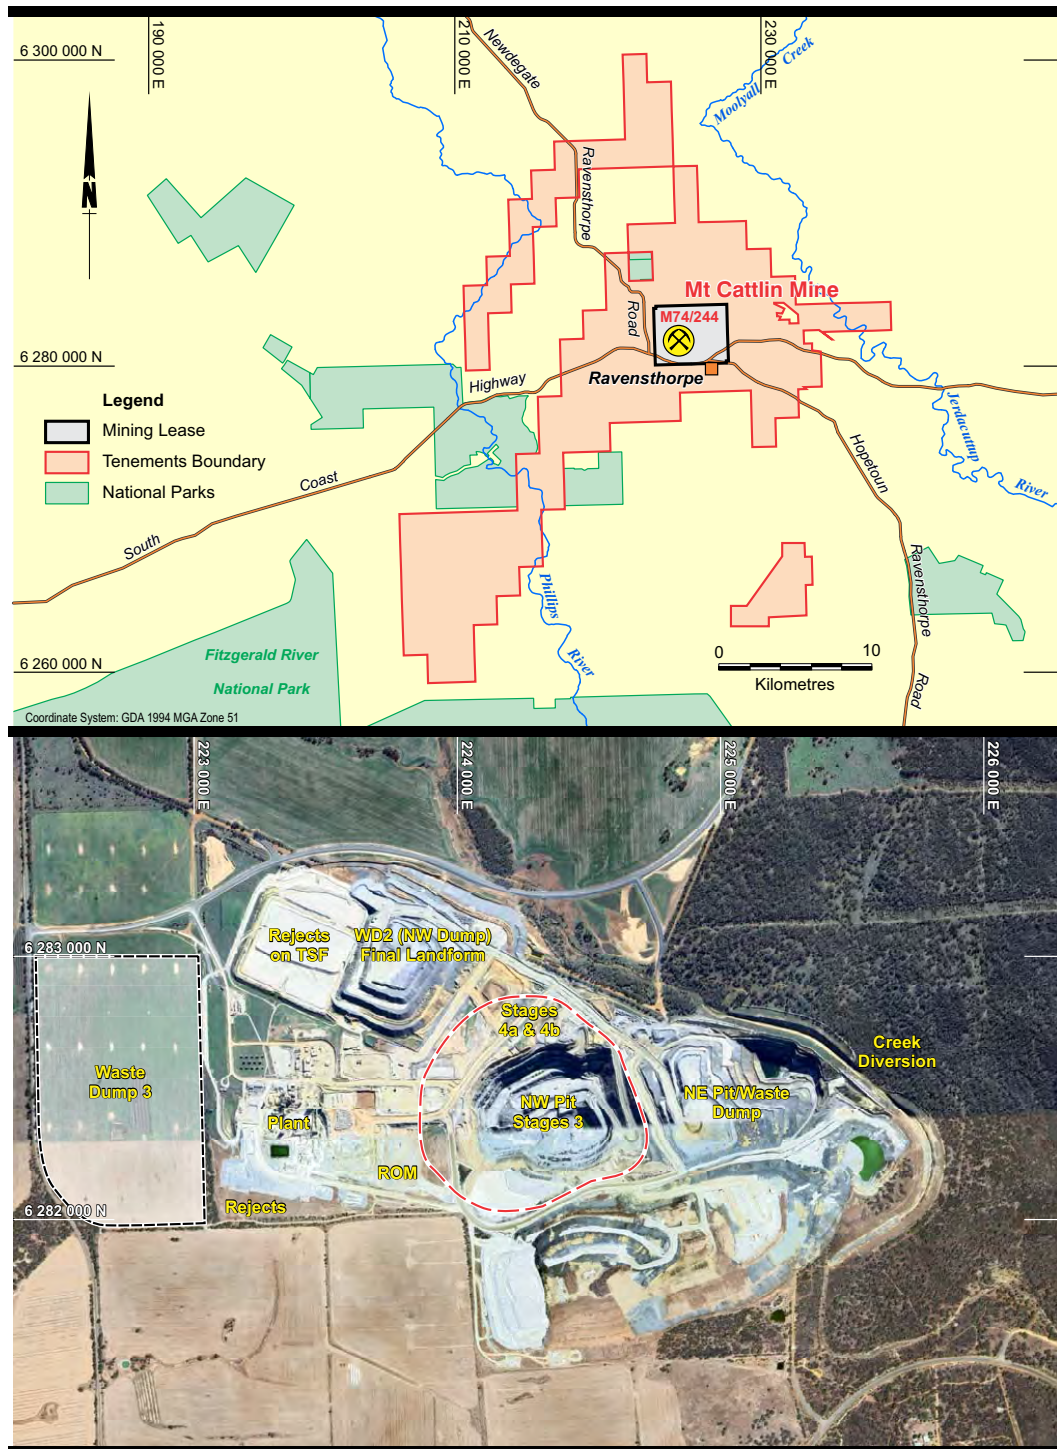 190 000 E
210 000 E
230 000 E
6 300 000 N
Newdegate
Creek
Moolyall
Ravensthorpe
Mt Cattlin Mine
M74/244
Road
6 280 000 N
Ravensthorpe
Highway
Legend
Mining Lease
Tenements Boundary
National Parks
Coast
South
Jerdacuttup
River
Hopetoun
Ravensthorpe
Road
Phillips
River
Fitzgerald River
National Park
6 260 000 N
0
10
Kilometres
N
Coordinate System: GDA 1994 MGA Zone 51
223 000 E
224 000 E
225 000 E
226 000 E
6 283 000 N
Rejects
on TSF
WD2 (NW Dump)
Final Landform
Stages
4a & 4b
Creek
Diversion
Waste
Dump 3
NW Pit
Stages 3
NE Pit/Waste
Dump
Plant
ROM
Rejects
6 282 000 N